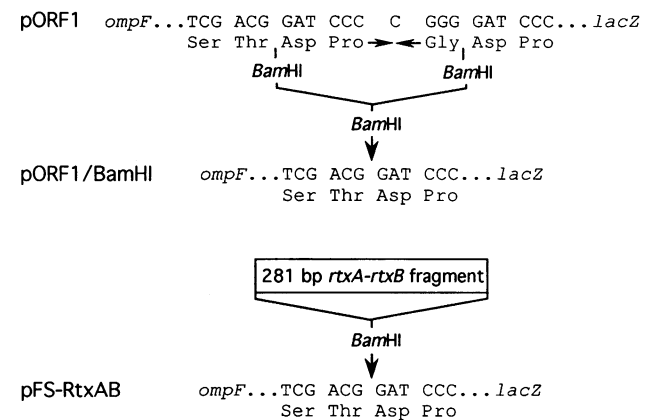 pORF1 ompF...TCG ACG GAT CCC C GGG GAT CCC...lacZ
Ser Thr Asp Pro→←Gly Asp Pro
BamHI BamHI
BamHI
pORF1/BamHI ompF...TCG ACG GAT CCC...lacZ
Ser Thr Asp Pro
281 bp rtxA-rtxB fragment
BamHI
pFS-RtxAB ompF...TCG ACG GAT CCC...lacZ
Ser Thr Asp Pro